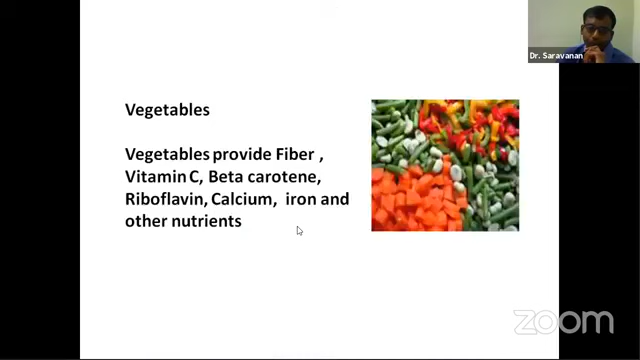 Dr. Saravanan
Vegetables
Vegetables provide Fiber ,
Vitamin C, Beta carotene,
Riboflavin, Calcium, iron and
other nutrients
zoom